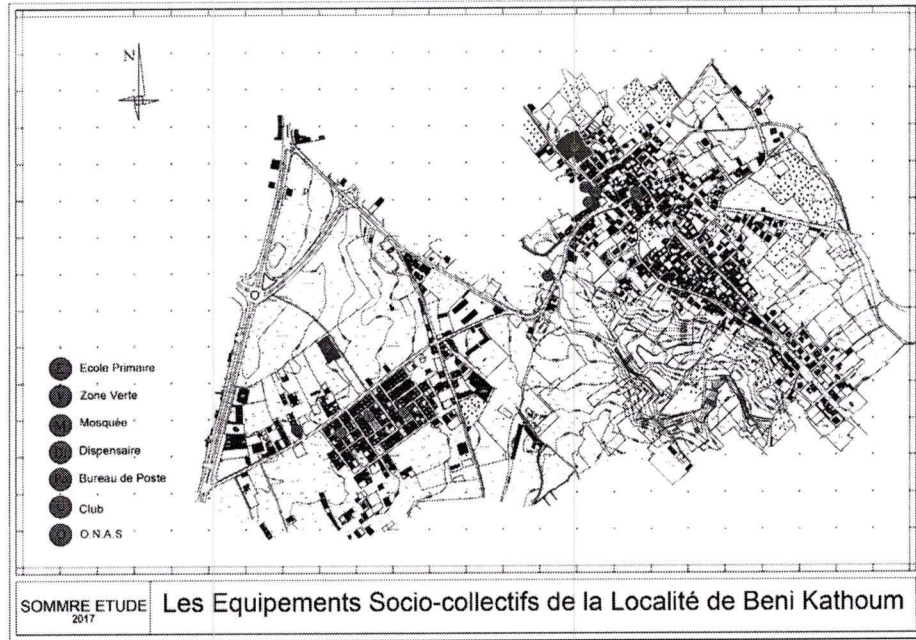 N
Ecole Primaire
Zone Verte
Mosquée
Dispensaire
Bureau de Poste
Club
O.N.A.S
SOMMRE ETUDE
2017
Les Equipements Socio-collectifs de la Localité de Beni Kathoum